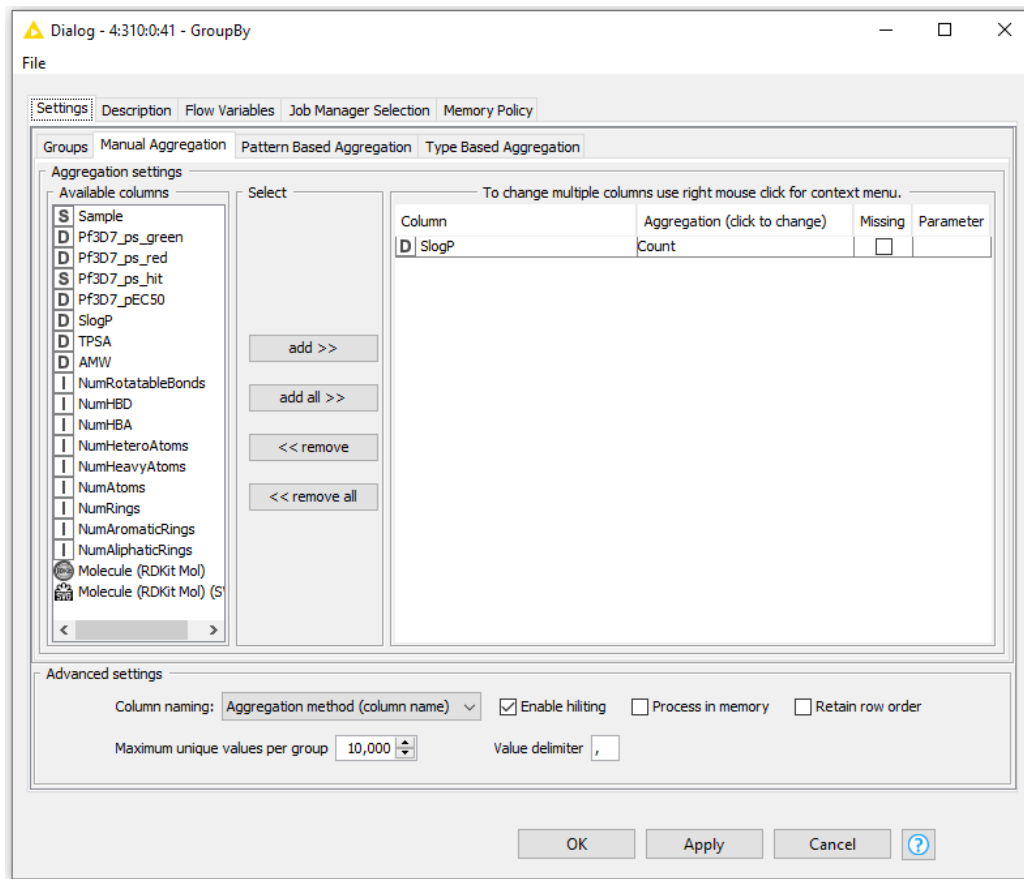 Dialog - 4:310:0:41 - GroupBy
File
Settings Description Flow Variables Job Manager Selection Memory Policy
Groups Manual Aggregation Pattern Based Aggregation Type Based Aggregation
Aggregation settings
Available columns
S Sample
D Pf3D7_ps_green
D Pf3D7_ps_red
S Pf3D7_ps_hit
D Pf3D7_pEC50
D SlogP
D TPSA
D AMW
I NumRotatableBonds
I NumHBD
I NumHBA
I NumHeteroAtoms
I NumHeavyAtoms
I NumAtoms
I NumRings
I NumAromaticRings
I NumAliphaticRings
Molecule (RDKit Mol)
SVG Molecule (RDKit Mol) (S
Select
add >>
add all >>
<< remove
<< remove all
To change multiple columns use right mouse click for context menu.
Column Aggregation (click to change) Missing Parameter
D SlogP Count
Advanced settings
Column naming: Aggregation method (column name) Enable hiliting Process in memory Retain row order
Maximum unique values per group 10,000 Value delimiter ,
OK Apply Cancel ?